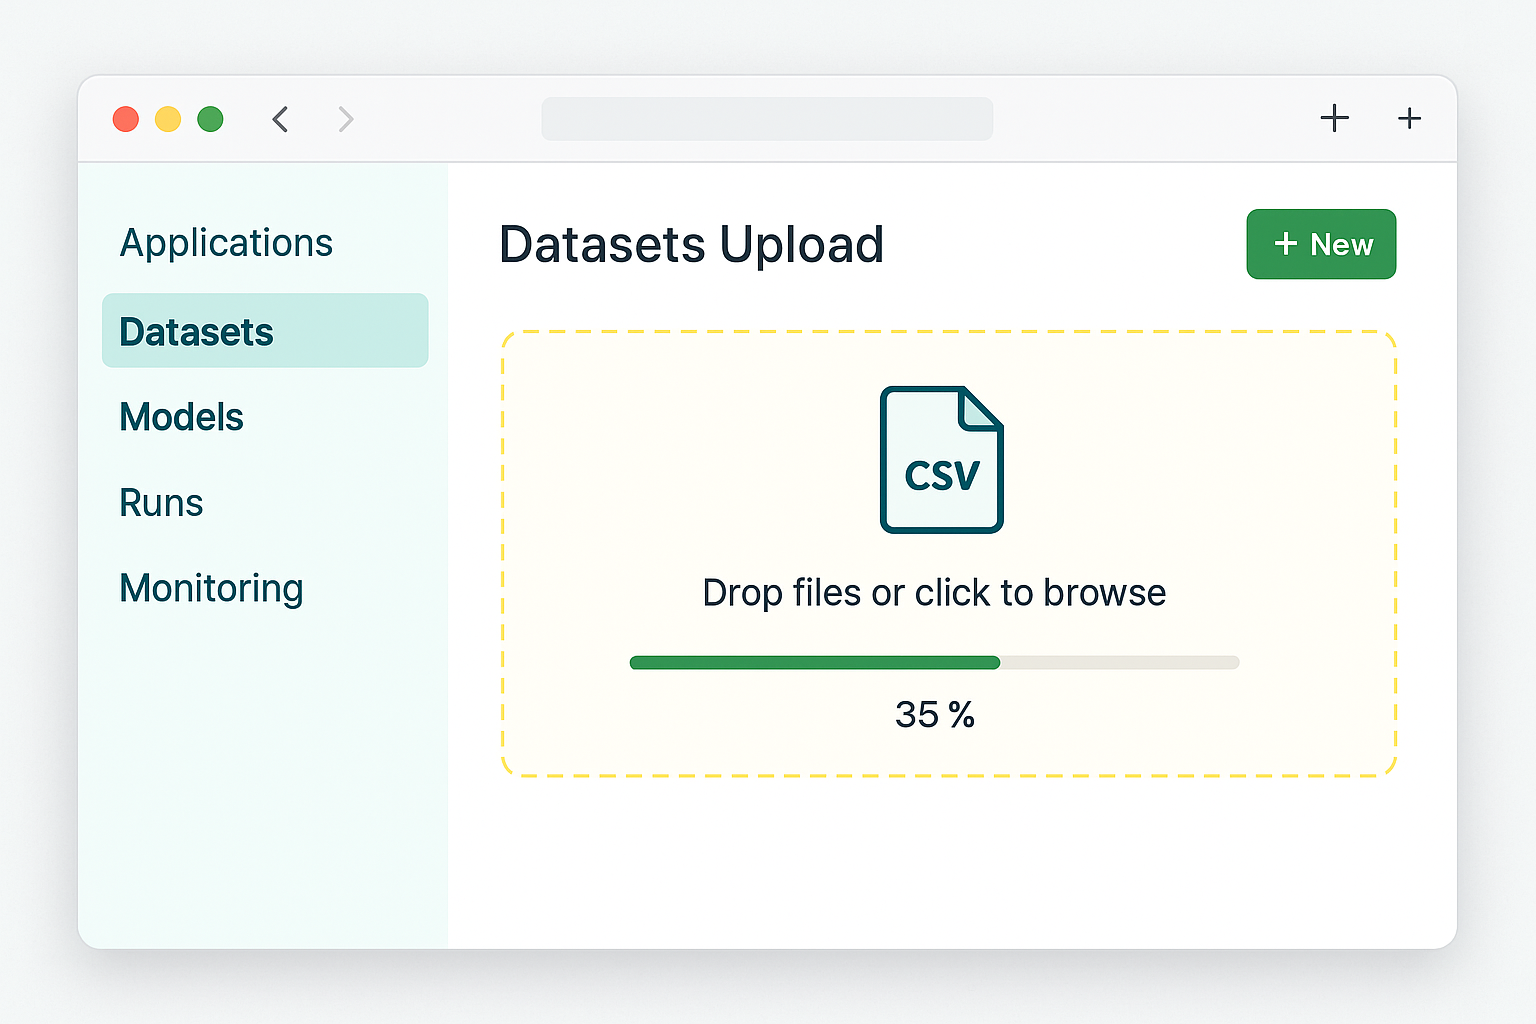 Applications
Datasets
Models
Runs
Monitoring
Datasets Upload
+ New
CSV
Drop files or click to browse
35 %